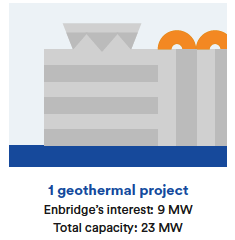 1 geothermal project
Enbridge’s interest: 9 MW
Total capacity: 23 MW